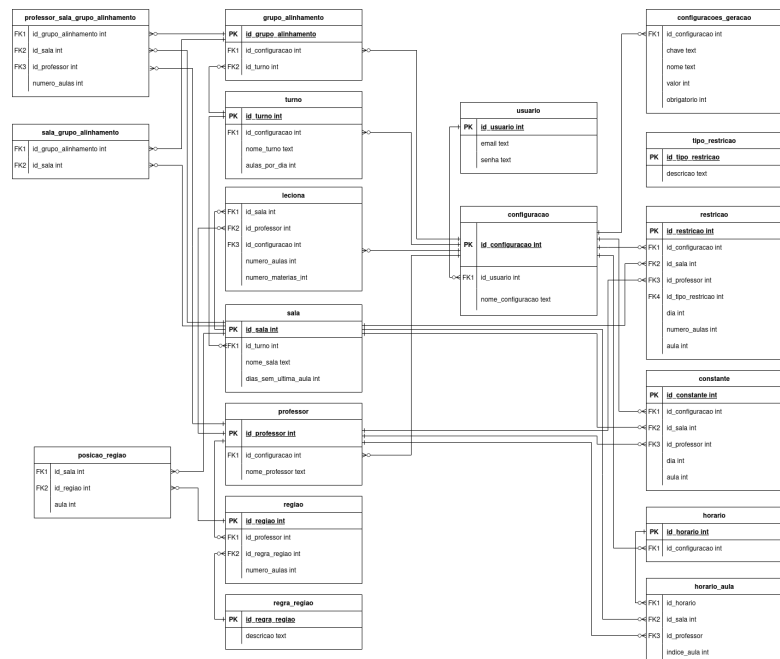 professor_sala_grupo_alinhamento
FK1 id_grupo_alinhamento int
FK2 id_sala int
FK3 id_professor int
numero_aulas int
sala_grupo_alinhamento
FK1 id_grupo_alinhamento int
FK2 id_sala int
posicao_regiao
FK1 id_sala int
FK2 id_regiao int
aula int
grupo_alinhamento
PK id_grupo_alinhamento
FK1 id_configuracao int
FK2 id_turno int
turno
PK id_turno int
FK1 id_configuracao int
nome_turno text
aulas_por_dia int
leciona
FK1 id_sala int
FK2 id_professor int
FK3 id_configuracao int
numero_aulas int
numero_materias_int
sala
PK id_sala int
FK1 id_turno int
nome_sala text
dias_sem_ultima_aula int
professor
PK id_professor int
FK1 id_configuracao int
nome_professor text
regiao
PK id_regiao int
FK1 id_professor int
FK2 id_regra_regiao int
numero_aulas int
regra_regiao
PK id_regra_regiao
descricao text
usuario
PK id_usuario int
email text
senha text
configuracao
PK id_configuracao int
FK1 id_usuario int
nome_configuracao text
configuracoes_geracao
FK1 id_configuracao int
chave text
nome text
valor int
obrigatorio int
tipo_restricao
PK id_tipo_restricao
descricao text
restricao
PK id_restricao int
FK1 id_configuracao int
FK2 id_sala int
FK3 id_professor int
FK4 id_tipo_restricao int
dia int
numero_aulas int
aula int
constante
PK id_constante int
FK1 id_configuracao int
FK2 id_sala int
FK3 id_professor int
dia int
aula int
horario
PK id_horario int
FK1 id_configuracao int
horario_aula
FK1 id_horario
FK2 id_sala int
FK3 id_professor
indice_aula int